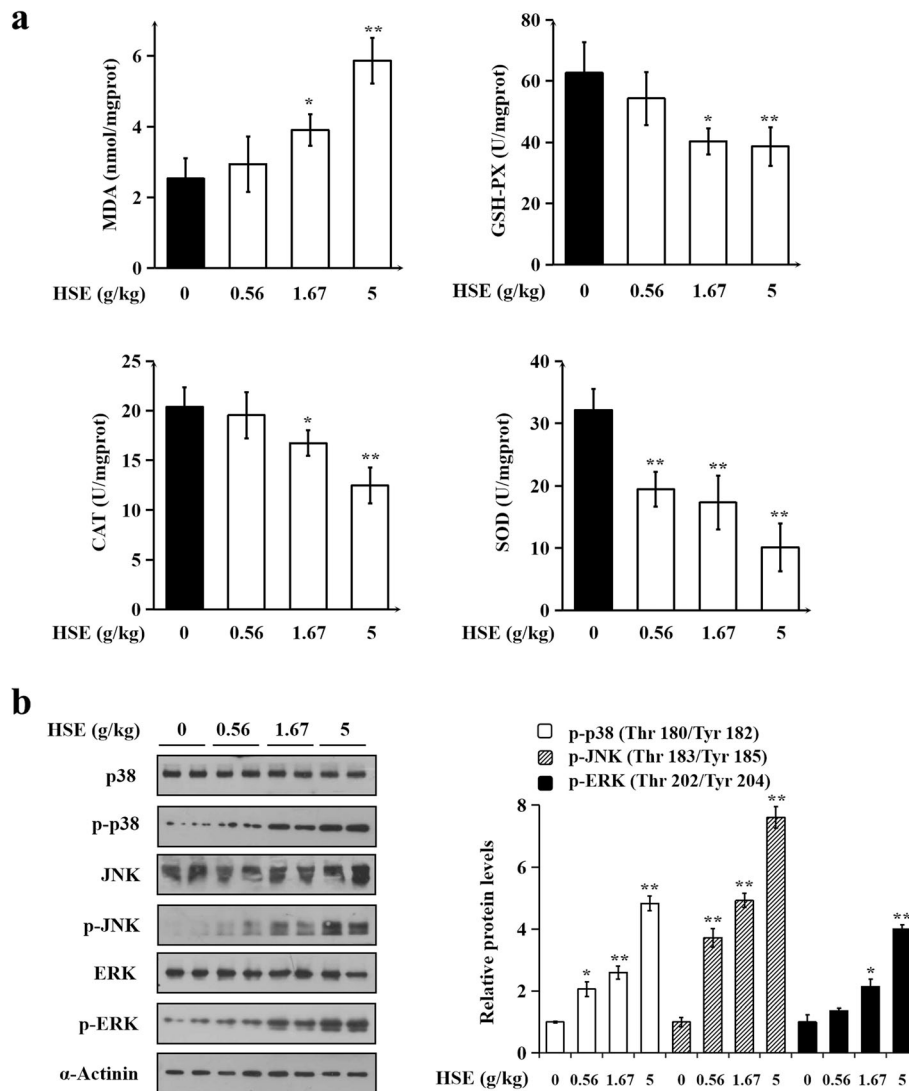 a
MDA (nmol/mgprot)
6
4
2
0
*
**
HSE (g/kg) 0 0.56 1.67 5
GSH-PX (U/mgprot)
80
60
40
20
0
*
**
HSE (g/kg) 0 0.56 1.67 5
CAT (U/mgprot)
25
20
15
10
5
0
*
**
HSE (g/kg) 0 0.56 1.67 5
SOD (U/mgprot)
40
30
20
10
0
**
**
**
HSE (g/kg) 0 0.56 1.67 5
b
HSE (g/kg) 0 0.56 1.67 5
p38
p-p38
JNK
p-JNK
ERK
p-ERK
α-Actinin
p-p38 (Thr 180/Tyr 182)
p-JNK (Thr 183/Tyr 185)
p-ERK (Thr 202/Tyr 204)
Relative protein levels
8
6
4
2
0
*
**
**
**
**
**
*
**
HSE (g/kg) 0 0.56 1.67 5 0 0.56 1.67 5 0 0.56 1.67 5